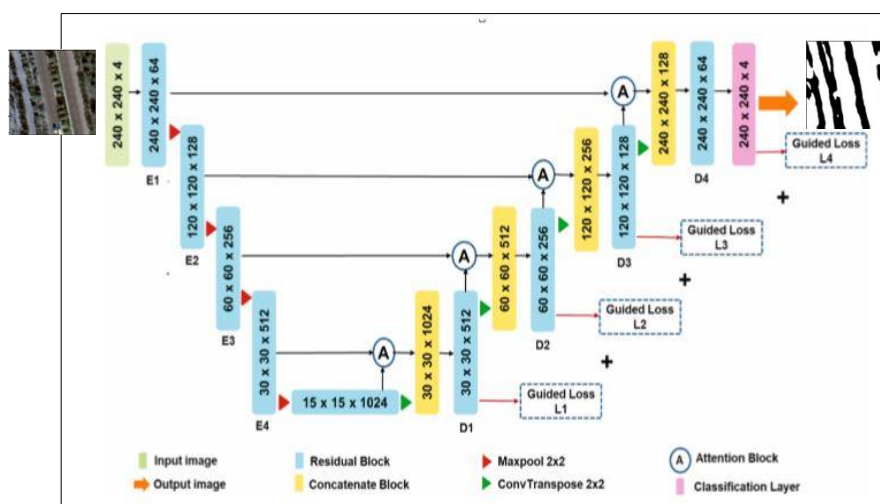 240 x 240 x 4
240 x 240 x 64
E1
120 x 120 x 128
E2
60 x 60 x 256
E3
30 x 30 x 512
E4
15 x 15 x 1024
A
30 x 30 x 1024
30 x 30 x 512
D1
A
60 x 60 x 512
60 x 60 x 256
D2
A
120 x 120 x 256
120 x 120 x 128
D3
A
240 x 240 x 128
240 x 240 x 64
D4
240 x 240 x 4
Guided Loss
L4
+
Guided Loss
L3
+
Guided Loss
L2
+
Guided Loss
L1
Input image
Residual Block
Maxpool 2x2
A Attention Block
Output image
Concatenate Block
ConvTranspose 2x2
Classification Layer